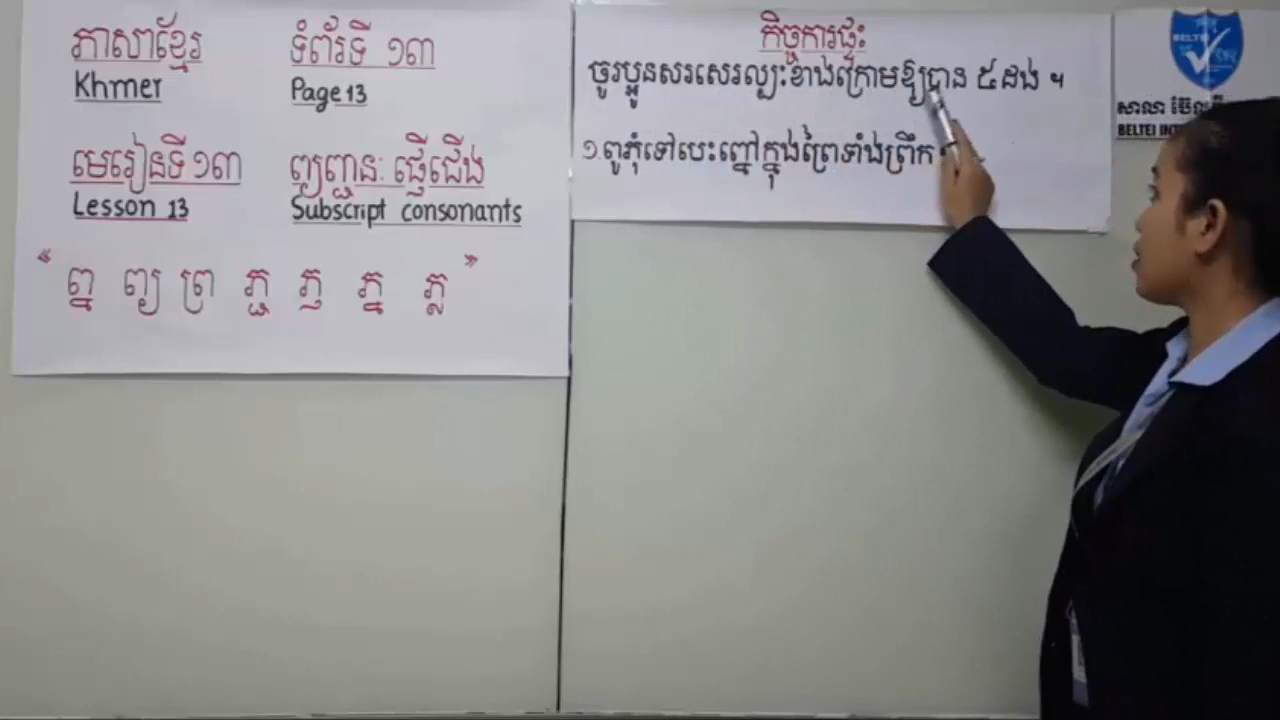 ភាសាខ្មែរ
Khmer
ទំព័រទី ១៣
Page 13
មេរៀនទី ១៣
Lesson 13
ព្យញ្ជនៈ ផ្ញើជើង
Subscript consonants
“ ព្ន ព្យ ព្រ ភ្ជ ភ្ញ ភ្ន ភ្ល ”
កិច្ចការផ្ទះ
ចូរប្អូនសរសេរល្បះខាងក្រោមឱ្យបាន ៥ដង ។
១.ពូភុំទៅបេះព្នៅក្នុងព្រៃទាំងព្រឹក
BELTEI
សាលា ប៊ែលធី
BELTEI